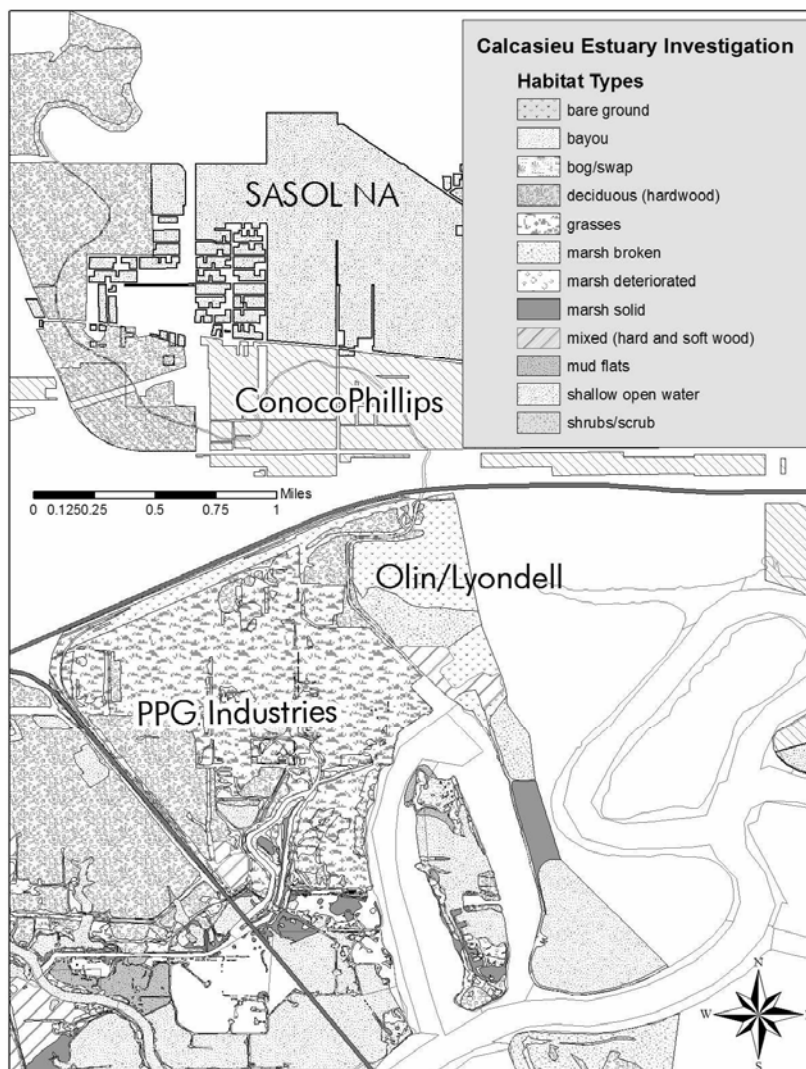 Calcasieu Estuary Investigation
Habitat Types
bare ground
bayou
bog/swap
deciduous (hardwood)
grasses
marsh broken
marsh deteriorated
marsh solid
mixed (hard and soft wood)
mud flats
shallow open water
shrubs/scrub
SASOL NA
ConocoPhillips
Miles
0 0.1250.25 0.5 0.75 1
Olin/Lyondell
PPG Industries
N
W
S